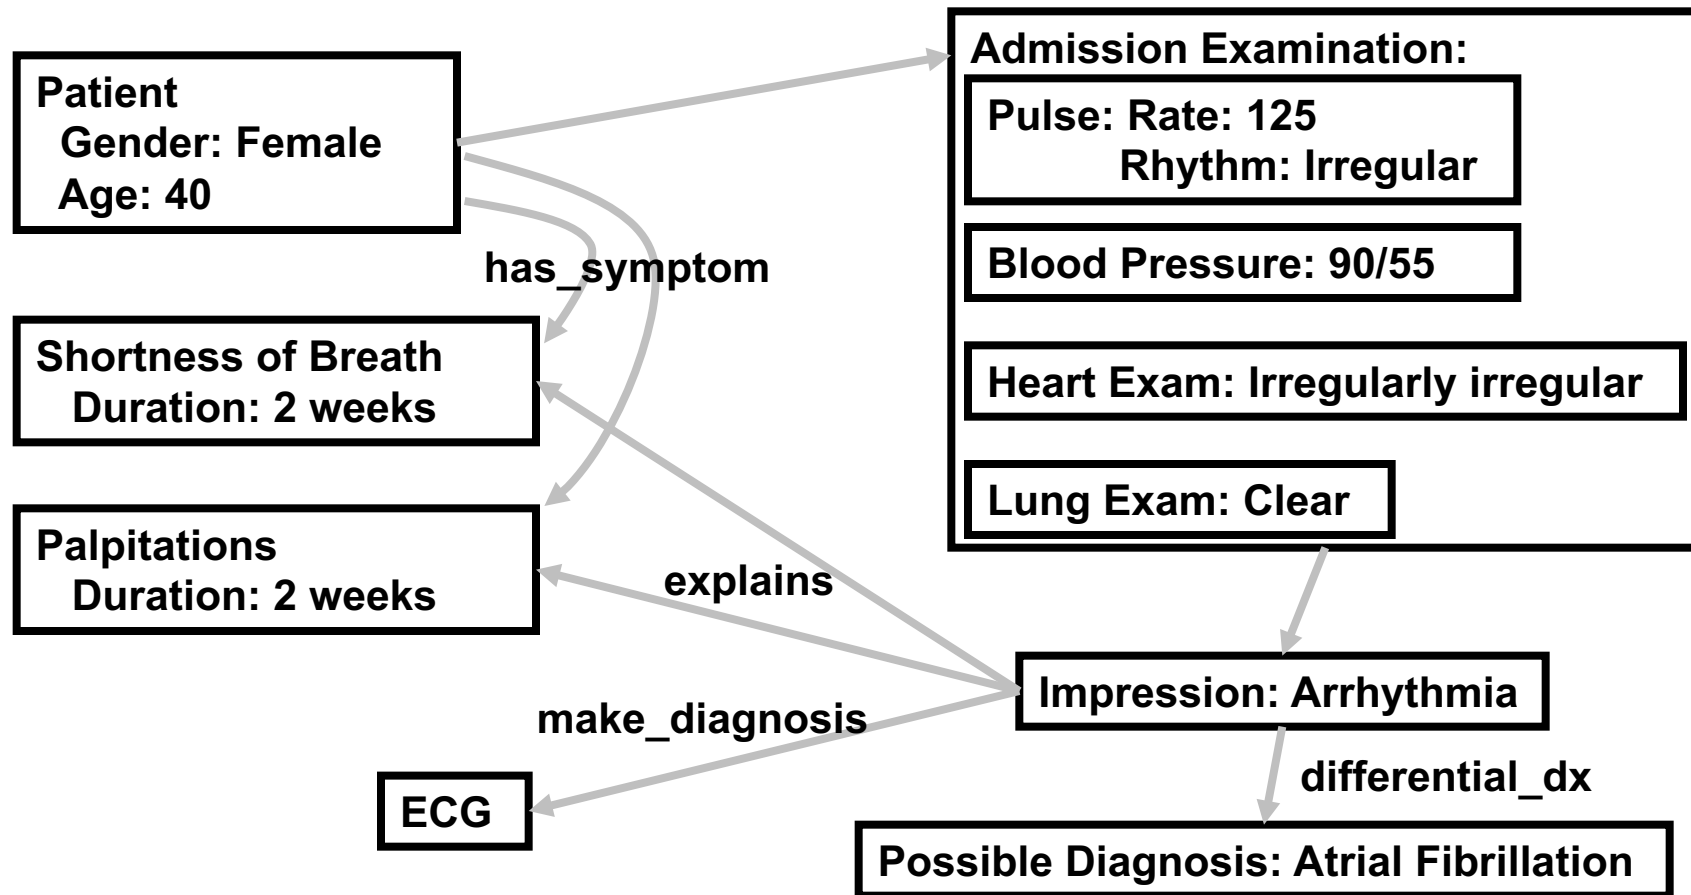 Patient
Gender: Female
Age: 40
has_symptom
Shortness of Breath
Duration: 2 weeks
Palpitations
Duration: 2 weeks
explains
make_diagnosis
ECG
Admission Examination:
Pulse: Rate: 125
Rhythm: Irregular
Blood Pressure: 90/55
Heart Exam: Irregularly irregular
Lung Exam: Clear
Impression: Arrhythmia
differential_dx
Possible Diagnosis: Atrial Fibrillation